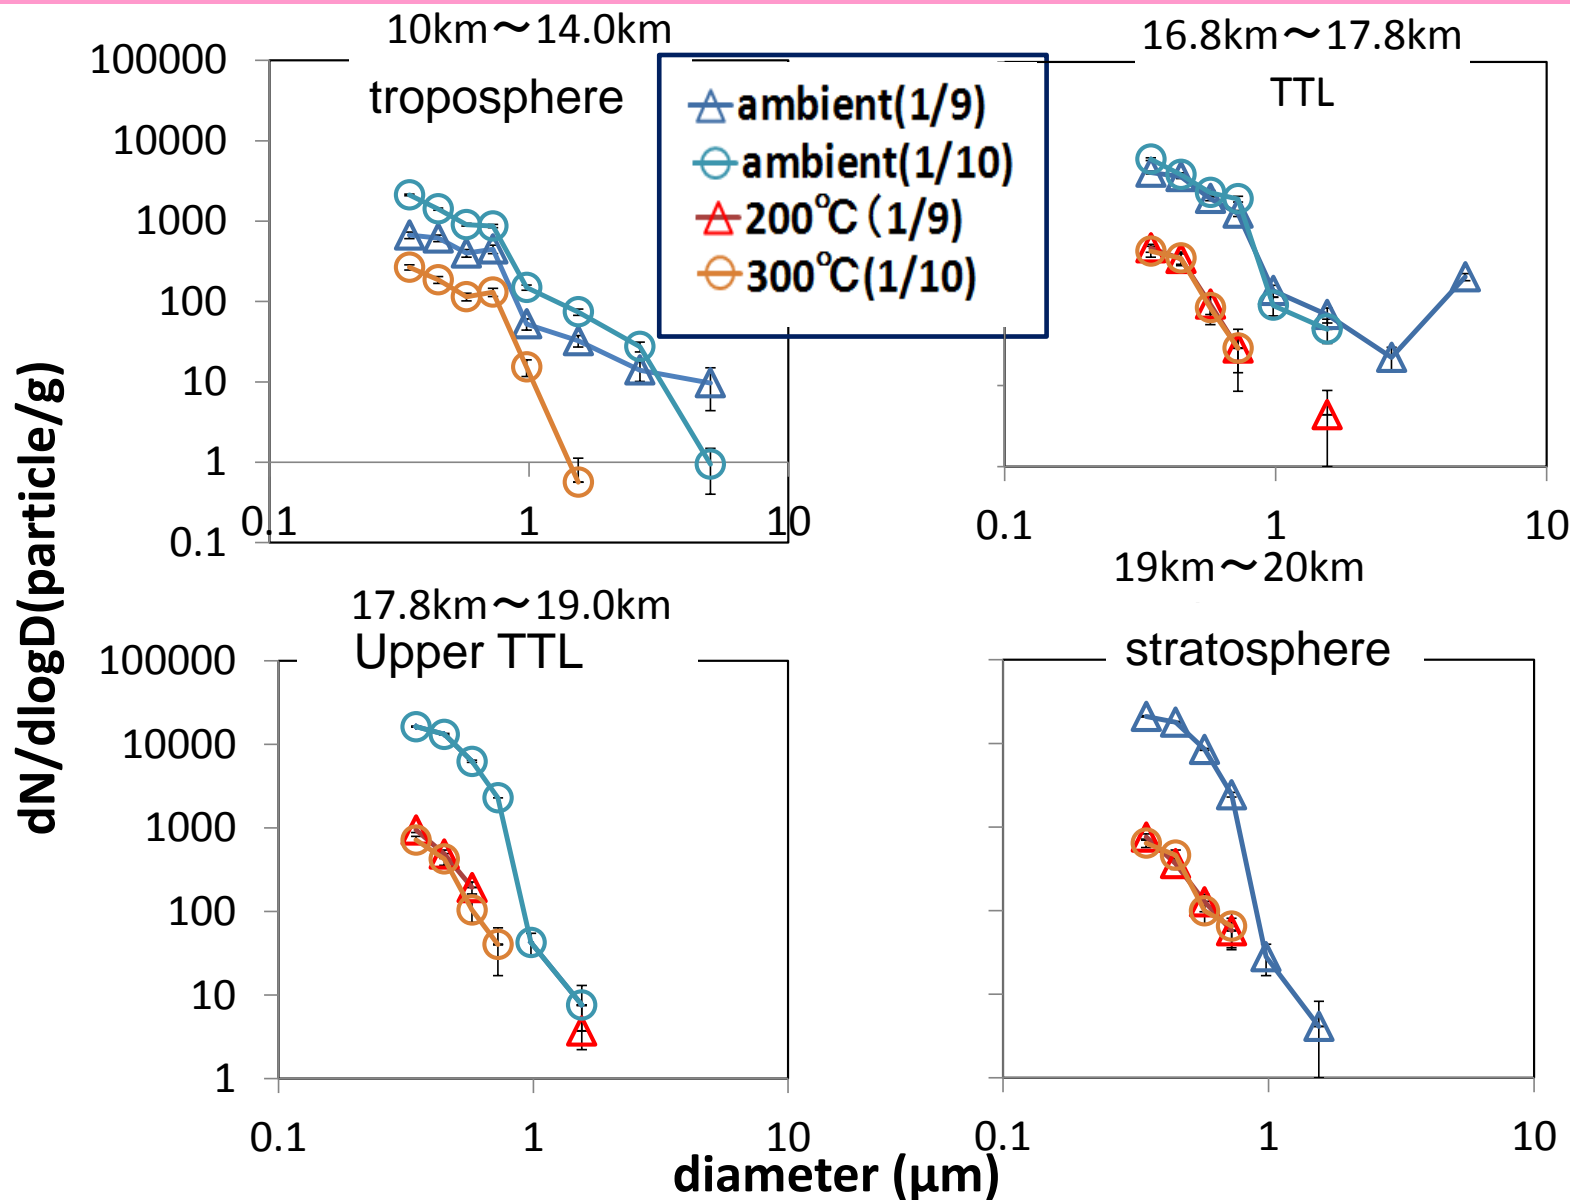 10km～14.0km
troposphere
100000
10000
1000
100
10
1
0.1
0.1
1
10
ambient(1/9)
ambient(1/10)
200℃（1/9)
300℃(1/10)
16.8km～17.8km
TTL
0.1
1
10
dN/dlogD(particle/g)
17.8km～19.0km
Upper TTL
100000
10000
1000
100
10
1
0.1
1
10
19km～20km
stratosphere
0.1
1
10
diameter (μm)